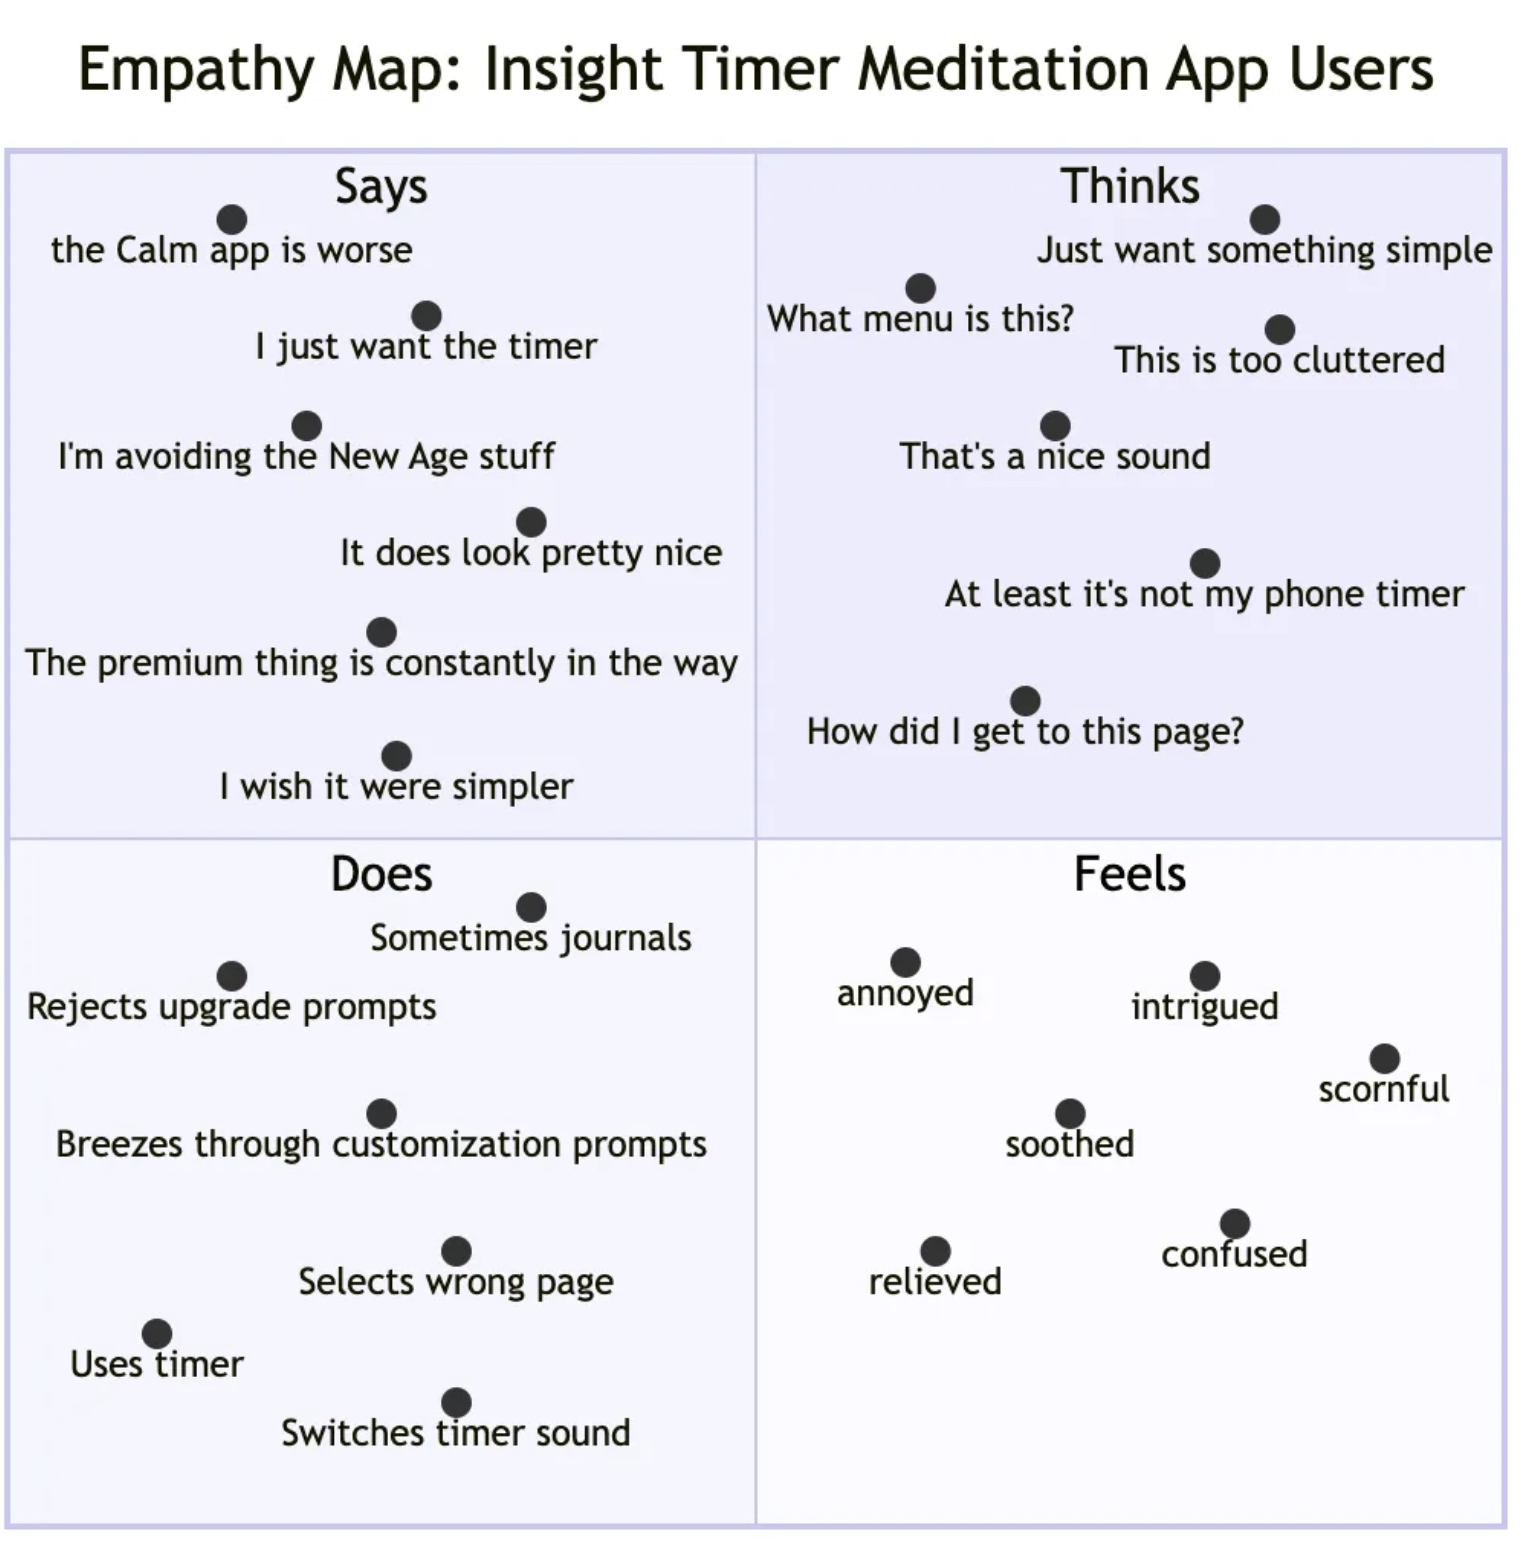 Empathy Map: Insight Timer Meditation App Users
Says
the Calm app is worse
I just want the timer
I'm avoiding the New Age stuff
It does look pretty nice
The premium thing is constantly in the way
I wish it were simpler
Thinks
Just want something simple
What menu is this?
This is too cluttered
That's a nice sound
At least it's not my phone timer
How did I get to this page?
Does
Sometimes journals
Rejects upgrade prompts
Breezes through customization prompts
Selects wrong page
Uses timer
Switches timer sound
Feels
annoyed
intrigued
scornful
soothed
confused
relieved